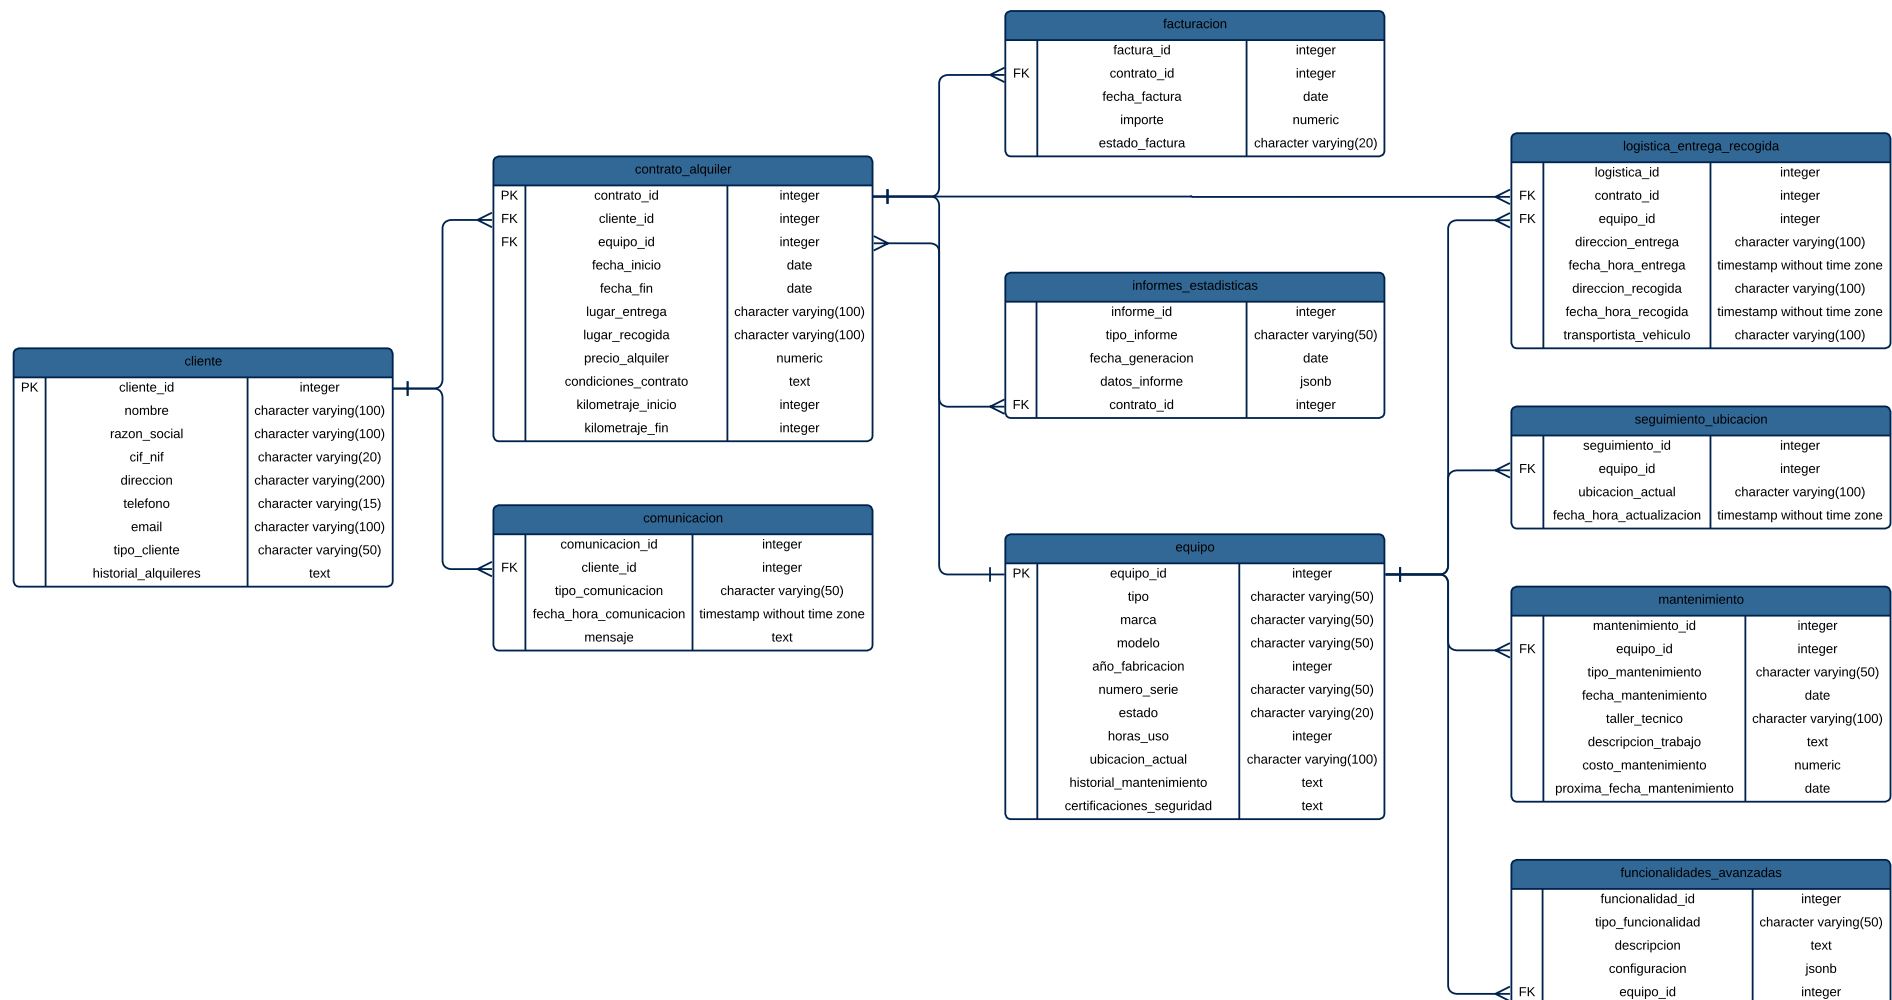 facturacion
factura_id integer
FK contrato_id integer
fecha_factura date
importe numeric
estado_factura character varying(20)
logistica_entrega_recogida
logistica_id integer
FK contrato_id integer
FK equipo_id integer
direccion_entrega character varying(100)
fecha_hora_entrega timestamp without time zone
direccion_recogida character varying(100)
fecha_hora_recogida timestamp without time zone
transportista_vehiculo character varying(100)
contrato_alquiler
PK contrato_id integer
FK cliente_id integer
FK equipo_id integer
fecha_inicio date
fecha_fin date
lugar_entrega character varying(100)
lugar_recogida character varying(100)
precio_alquiler numeric
condiciones_contrato text
kilometraje_inicio integer
kilometraje_fin integer
informes_estadisticas
informe_id integer
tipo_informe character varying(50)
fecha_generacion date
datos_informe jsonb
FK contrato_id integer
cliente
PK cliente_id integer
nombre character varying(100)
razon_social character varying(100)
cif_nif character varying(20)
direccion character varying(200)
telefono character varying(15)
email character varying(100)
tipo_cliente character varying(50)
historial_alquileres text
seguimiento_ubicacion
seguimiento_id integer
FK equipo_id integer
ubicacion_actual character varying(100)
fecha_hora_actualizacion timestamp without time zone
comunicacion
comunicacion_id integer
FK cliente_id integer
tipo_comunicacion character varying(50)
fecha_hora_comunicacion timestamp without time zone
mensaje text
equipo
PK equipo_id integer
tipo character varying(50)
marca character varying(50)
modelo character varying(50)
año_fabricacion integer
numero_serie character varying(50)
estado character varying(20)
horas_uso integer
ubicacion_actual character varying(100)
historial_mantenimiento text
certificaciones_seguridad text
mantenimiento
mantenimiento_id integer
FK equipo_id integer
tipo_mantenimiento character varying(50)
fecha_mantenimiento date
taller_tecnico character varying(100)
descripcion_trabajo text
costo_mantenimiento numeric
proxima_fecha_mantenimiento date
funcionalidades_avanzadas
funcionalidad_id integer
tipo_funcionalidad character varying(50)
descripcion text
configuracion jsonb
FK equipo_id integer